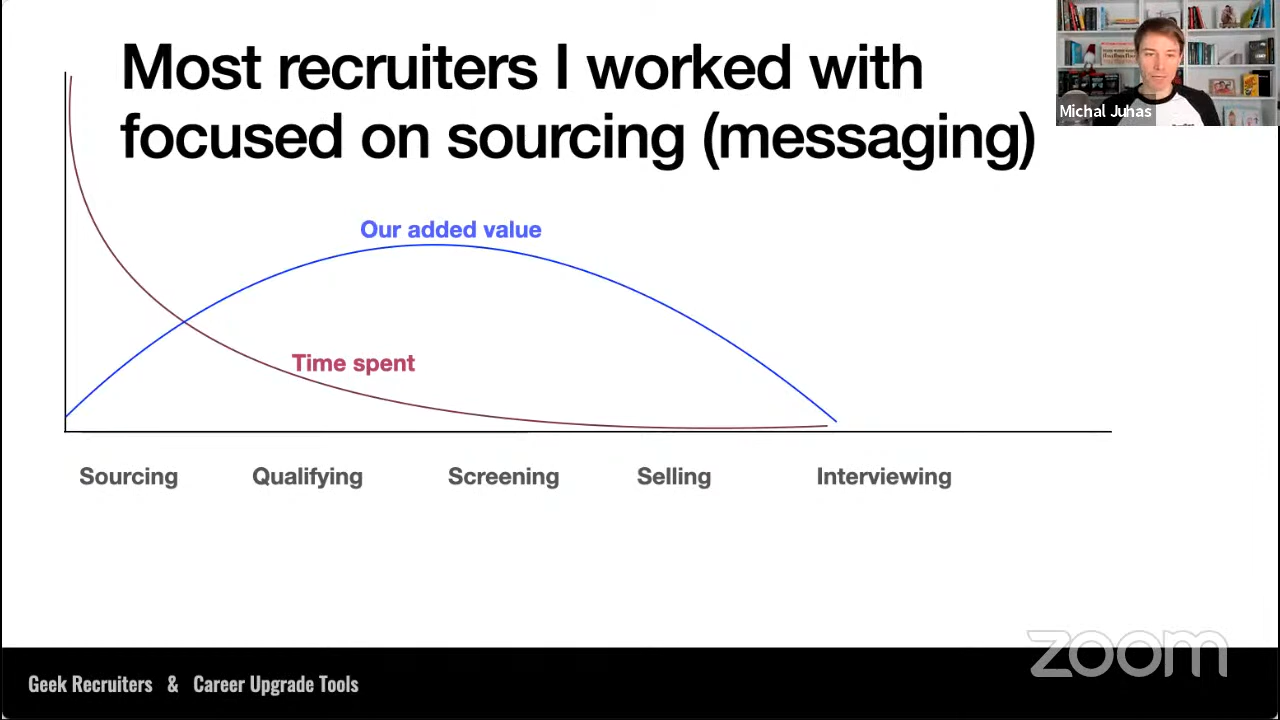 Most recruiters I worked with
focused on sourcing (messaging)
Michal Juhas
Our added value
Time spent
Sourcing Qualifying Screening Selling Interviewing
zoom
Geek Recruiters & Career Upgrade Tools